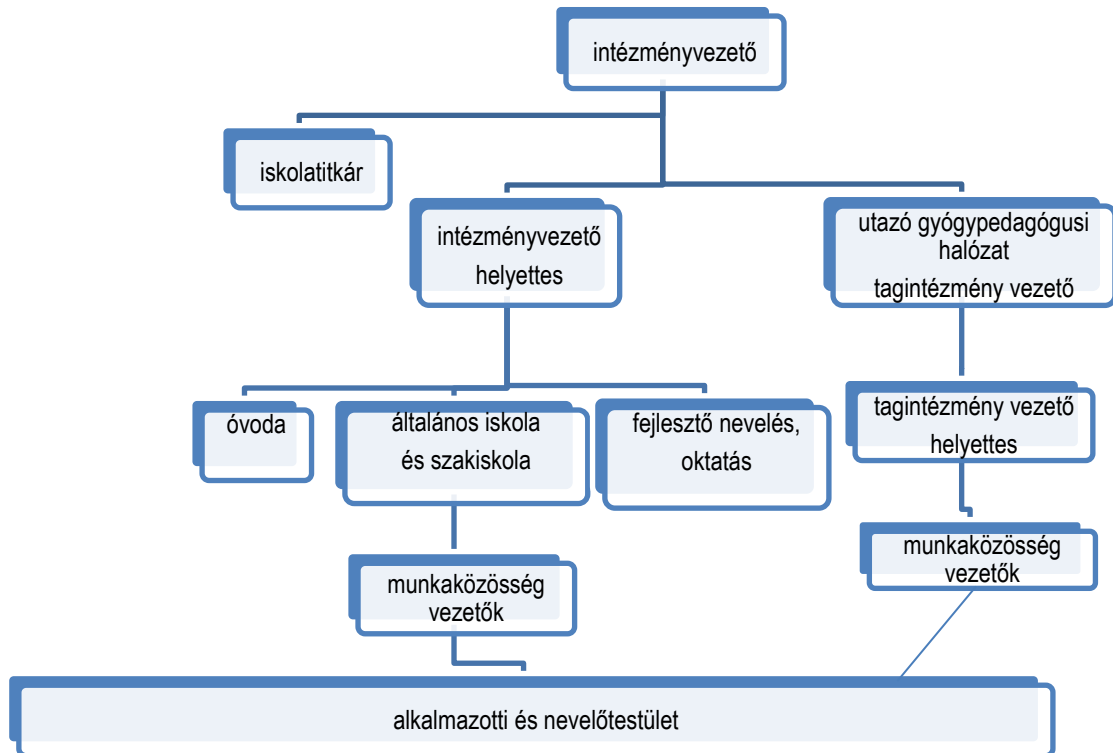 intézményvezető
iskolatitkár
intézményvezető
helyettes
utazó gyógypedagógusi
halózat
tagintézmény vezető
óvoda
általános iskola
és szakiskola
fejlesztő nevelés,
oktatás
tagintézmény vezető
helyettes
munkaközösség
vezetők
munkaközösség
vezetők
alkalmazotti és nevelőtestület